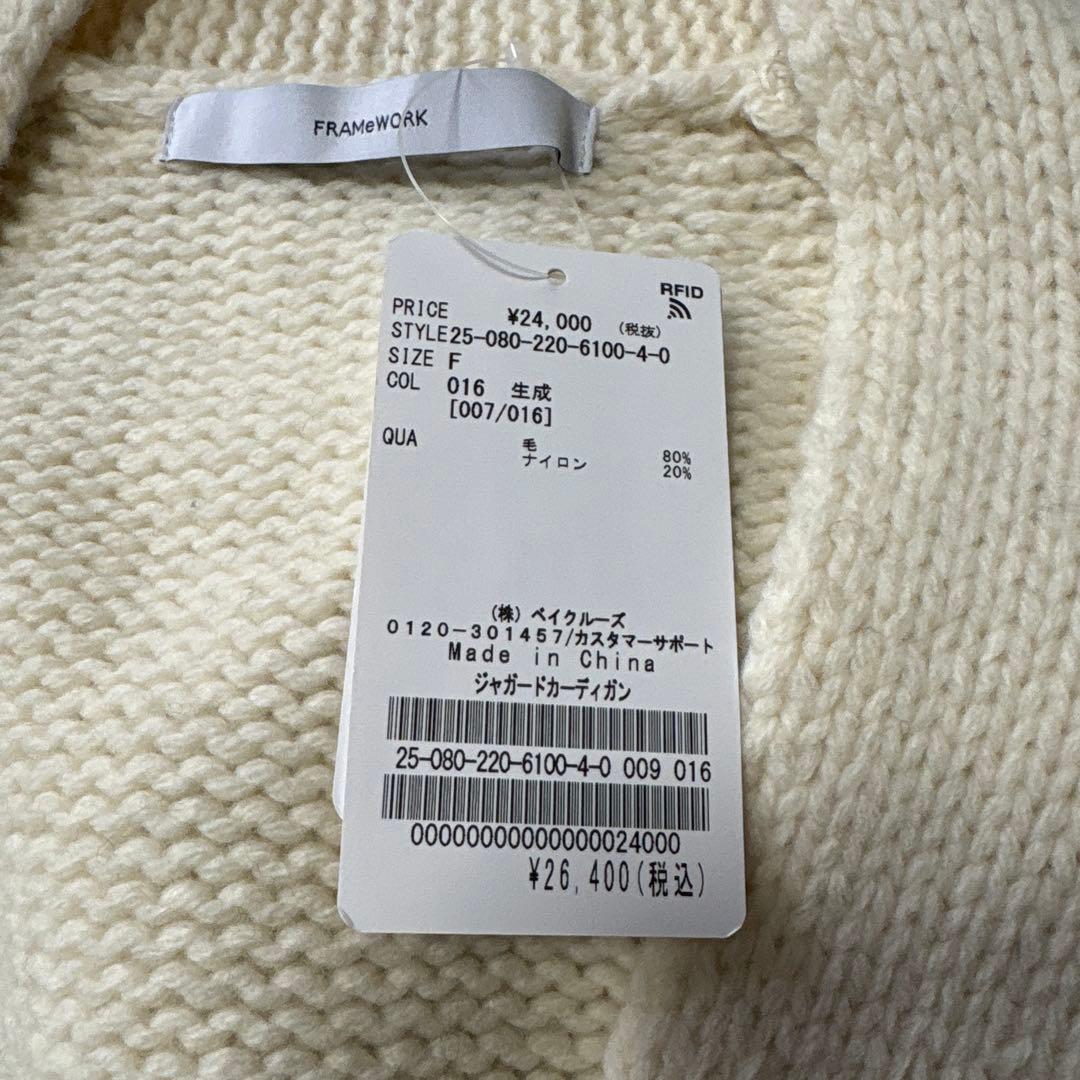 FRAMeWORK
RFID
PRICE ¥24,000 (税抜)
STYLE25-080-220-6100-4-0
SIZE F
COL 016 生成
[007/016]
QUA 毛 80%
ナイロン 20%
(株) ベイクルーズ
0120-301457/カスタマーサポート
Made in China
ジャガードカーディガン
25-080-220-6100-4-0 009 016
00000000000000024000
¥26,400(税込)